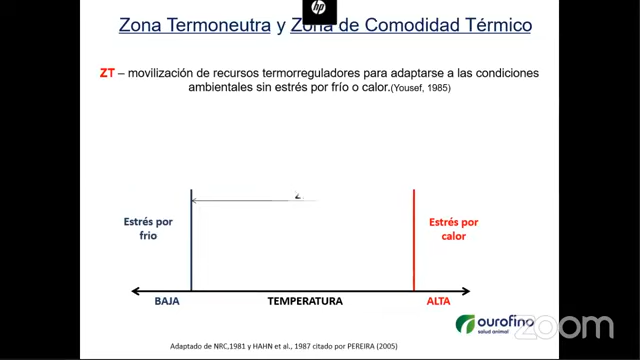 hp
Zona Termoneutra y Zona de Comodidad Térmico
ZT – movilización de recursos termorreguladores para adaptarse a las condiciones
ambientales sin estrés por frío o calor.(Yousef, 1985)
Estrés por
frio
Estrés por
calor
BAJA
TEMPERATURA
ALTA
ourofino
salud animal
zoom
Adaptado de NRC,1981 y HAHN et al., 1987 citado por PEREIRA (2005)